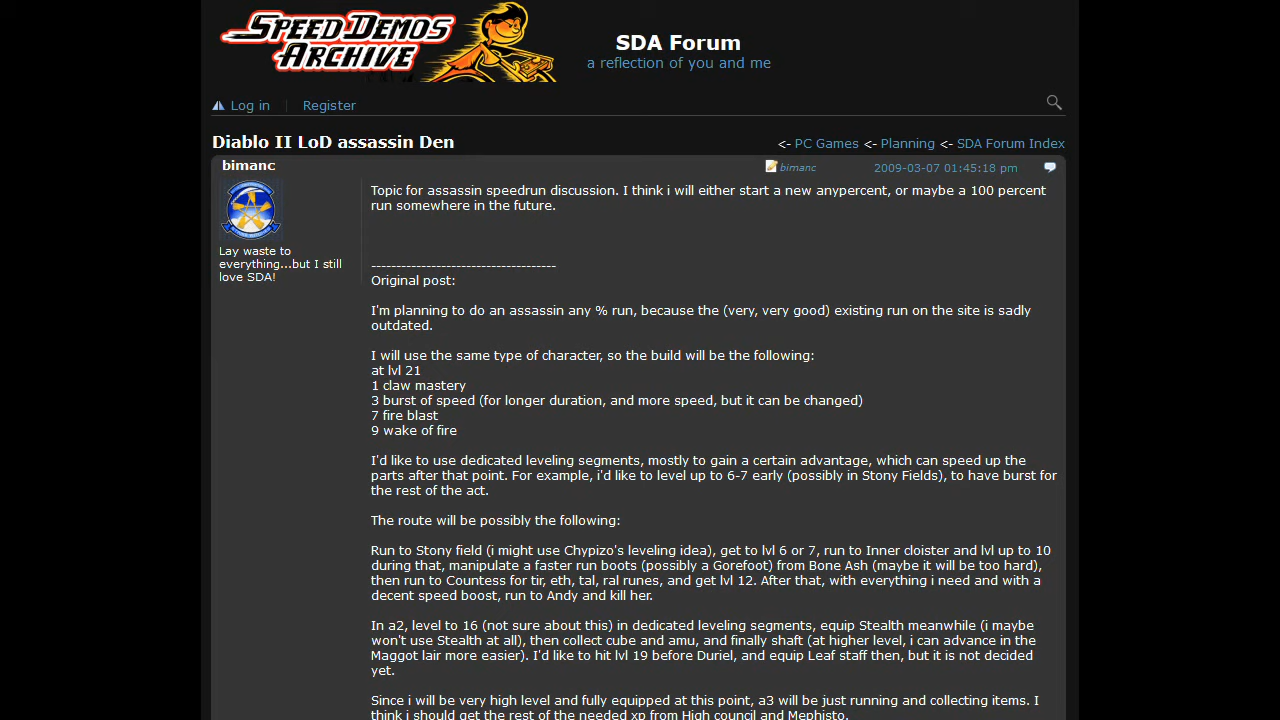 SPEED DEMOS
ARCHIVE
SDA Forum
a reflection of you and me
Log in
Register
Diablo II LoD assassin Den
<- PC Games <- Planning <- SDA Forum Index
bimanc
bimanc
2009-03-07 01:45:18 pm
Lay waste to
everything...but I still
love SDA!
Topic for assassin speedrun discussion. I think i will either start a new anypercent, or maybe a 100 percent
run somewhere in the future.
-------------------------------------
Original post:
I'm planning to do an assassin any % run, because the (very, very good) existing run on the site is sadly
outdated.
I will use the same type of character, so the build will be the following:
at lvl 21
1 claw mastery
3 burst of speed (for longer duration, and more speed, but it can be changed)
7 fire blast
9 wake of fire
I'd like to use dedicated leveling segments, mostly to gain a certain advantage, which can speed up the
parts after that point. For example, i'd like to level up to 6-7 early (possibly in Stony Fields), to have burst for
the rest of the act.
The route will be possibly the following:
Run to Stony field (i might use Chypizo's leveling idea), get to lvl 6 or 7, run to Inner cloister and lvl up to 10
during that, manipulate a faster run boots (possibly a Gorefoot) from Bone Ash (maybe it will be too hard),
then run to Countess for tir, eth, tal, ral runes, and get lvl 12. After that, with everything i need and with a
decent speed boost, run to Andy and kill her.
In a2, level to 16 (not sure about this) in dedicated leveling segments, equip Stealth meanwhile (i maybe
won't use Stealth at all), then collect cube and amu, and finally shaft (at higher level, i can advance in the
Maggot lair more easier). I'd like to hit lvl 19 before Duriel, and equip Leaf staff then, but it is not decided
yet.
Since i will be very high level and fully equipped at this point, a3 will be just running and collecting items. I
think i should get the rest of the needed xp from High council and Mephisto.